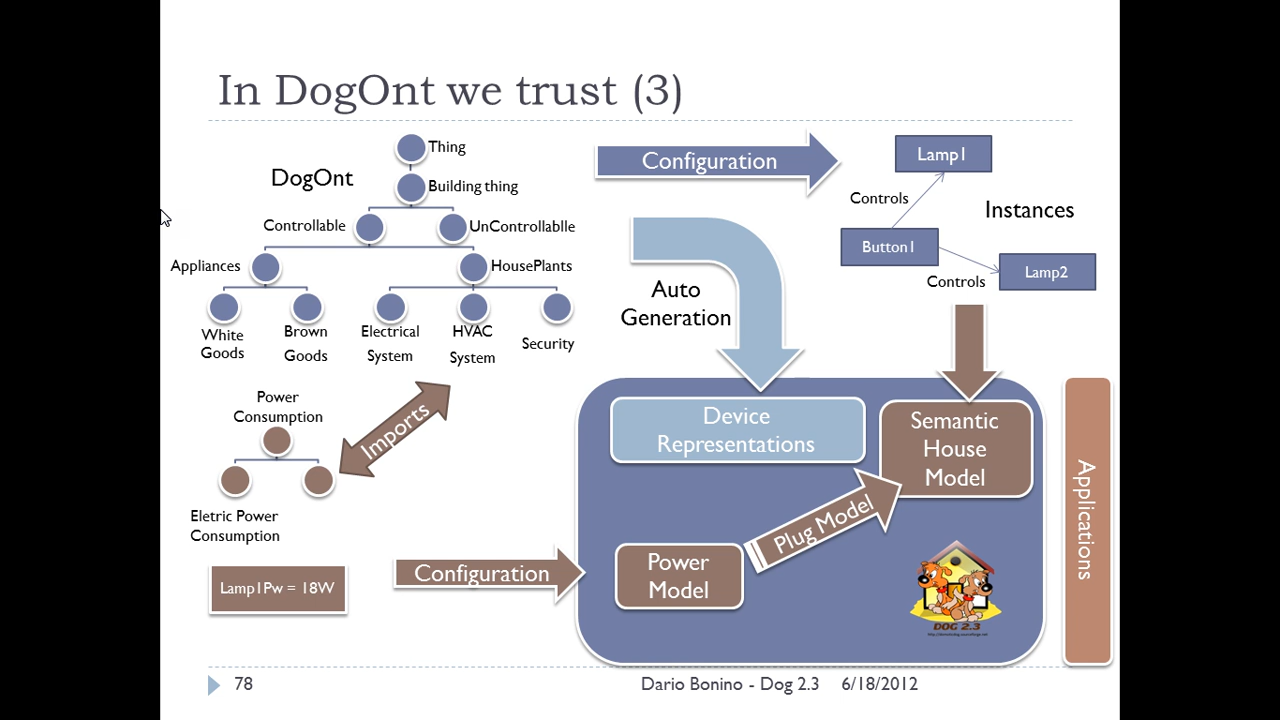 In DogOnt we trust (3)
DogOnt
Thing
Building thing
Controllable
UnControllablle
Appliances
HousePlants
White
Goods
Brown
Goods
Electrical
System
HVAC
System
Security
Configuration
Auto
Generation
Lamp1
Controls
Instances
Button1
Lamp2
Controls
Power
Consumption
Imports
Eletric Power
Consumption
Lamp1Pw = 18W
Configuration
Device
Representations
Semantic
House
Model
Plug Model
Power
Model
DOG 2.3
Applications
78
Dario Bonino - Dog 2.3
6/18/2012